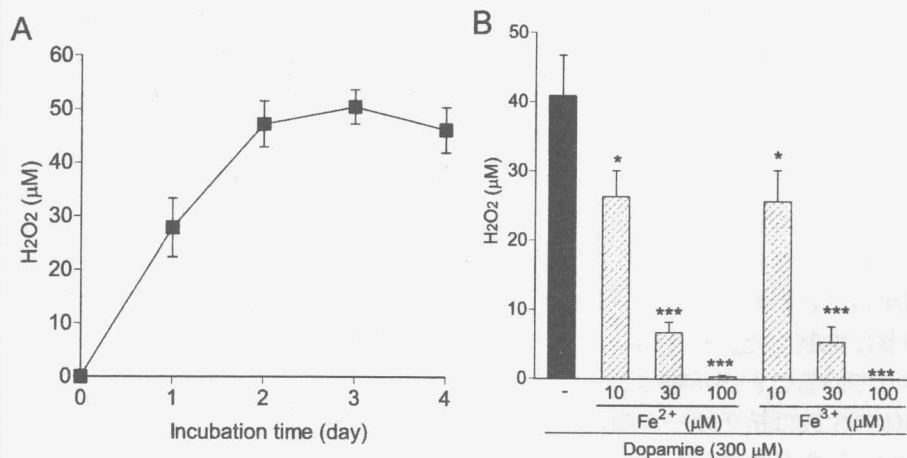 A
60
50
40
30
20
10
0
H2O2 (μM)
0 1 2 3 4
Incubation time (day)
B
50
40
30
20
10
0
H2O2 (μM)
* *
*** ***
*** ***
- 10 30 100 10 30 100
Fe2+ (μM) Fe3+ (μM)
Dopamine (300 μM)